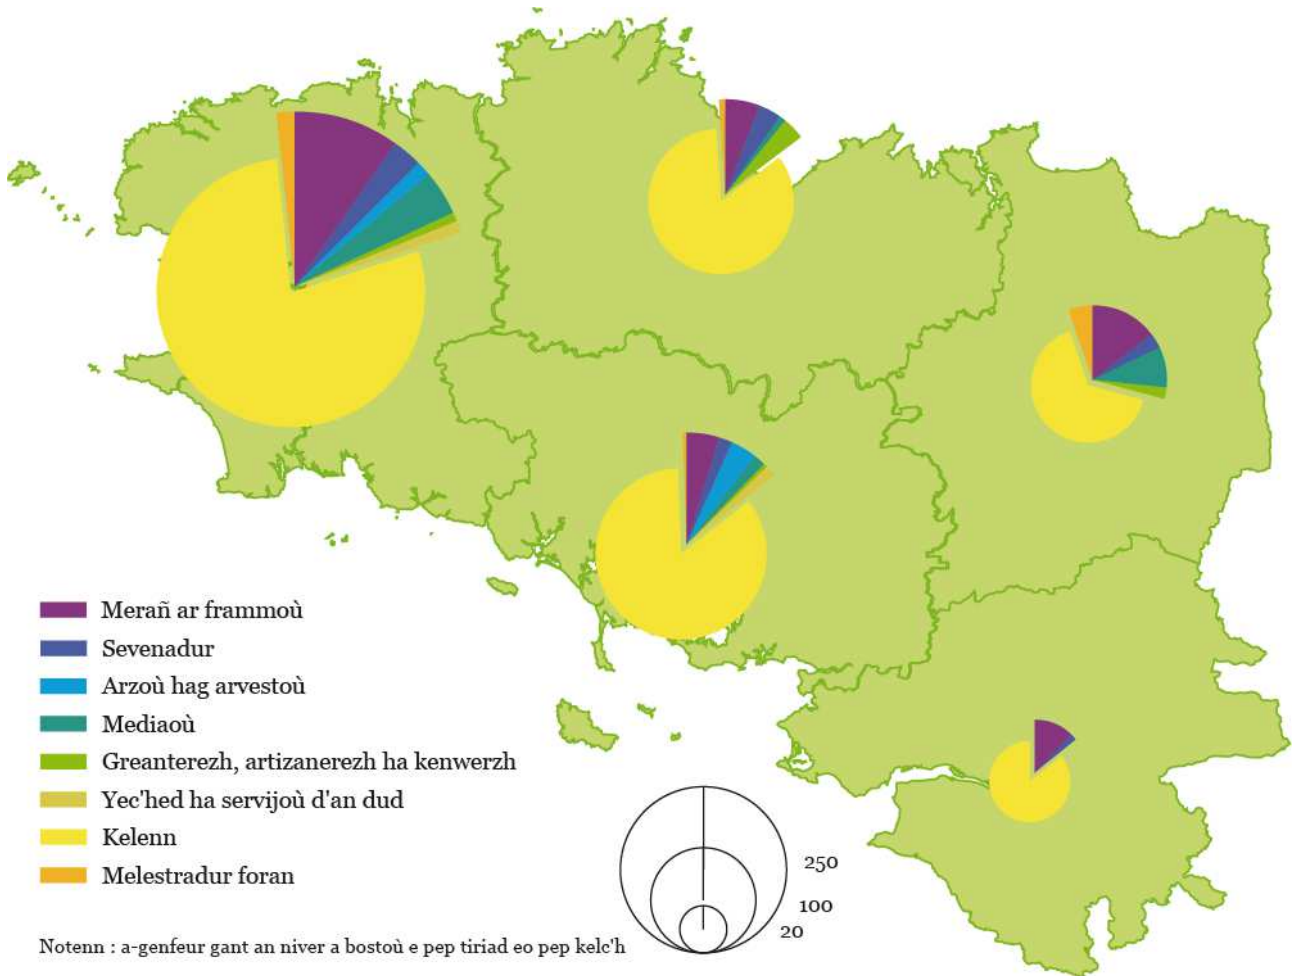 Merañ ar frammoù
Sevenadur
Arzoù hag arvestoù
Mediaoù
Greanterezh, artizanerezh ha kenwerzh
Yec'hed ha servijoù d'an dud
Kelenn
Melestradur foran
250
100
20
Notenn : a-genfeur gant an niver a bostoù e pep tiriad eo pep kelc'h